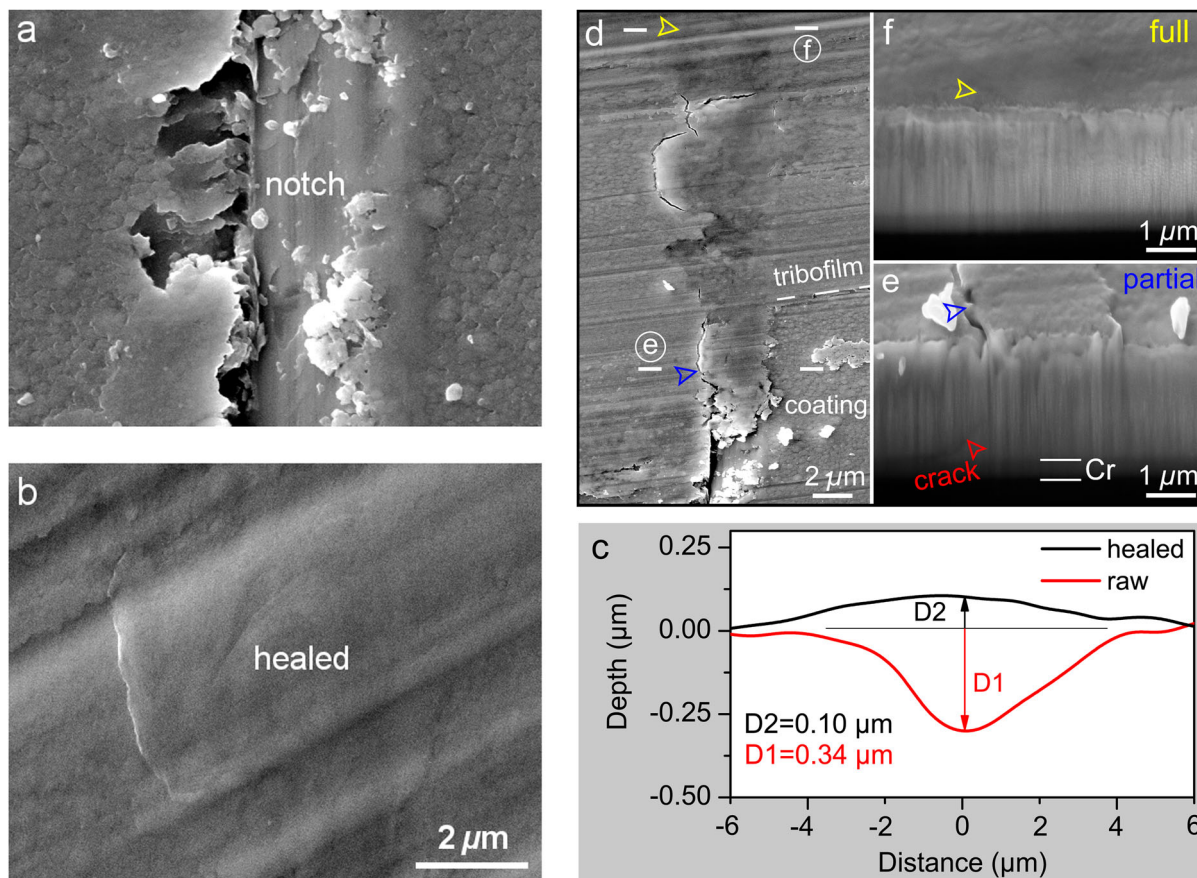 a
notch
b
healed
2 µm
d
f
tribofilm
e
coating
2 µm
f
full
1 µm
e
partial
crack
Cr
1 µm
c
healed
raw
D2
D1
D2=0.10 µm
D1=0.34 µm
Depth (µm)
0.25
0.00
-0.25
-0.50
-6
-4
-2
0
2
4
6
Distance (µm)